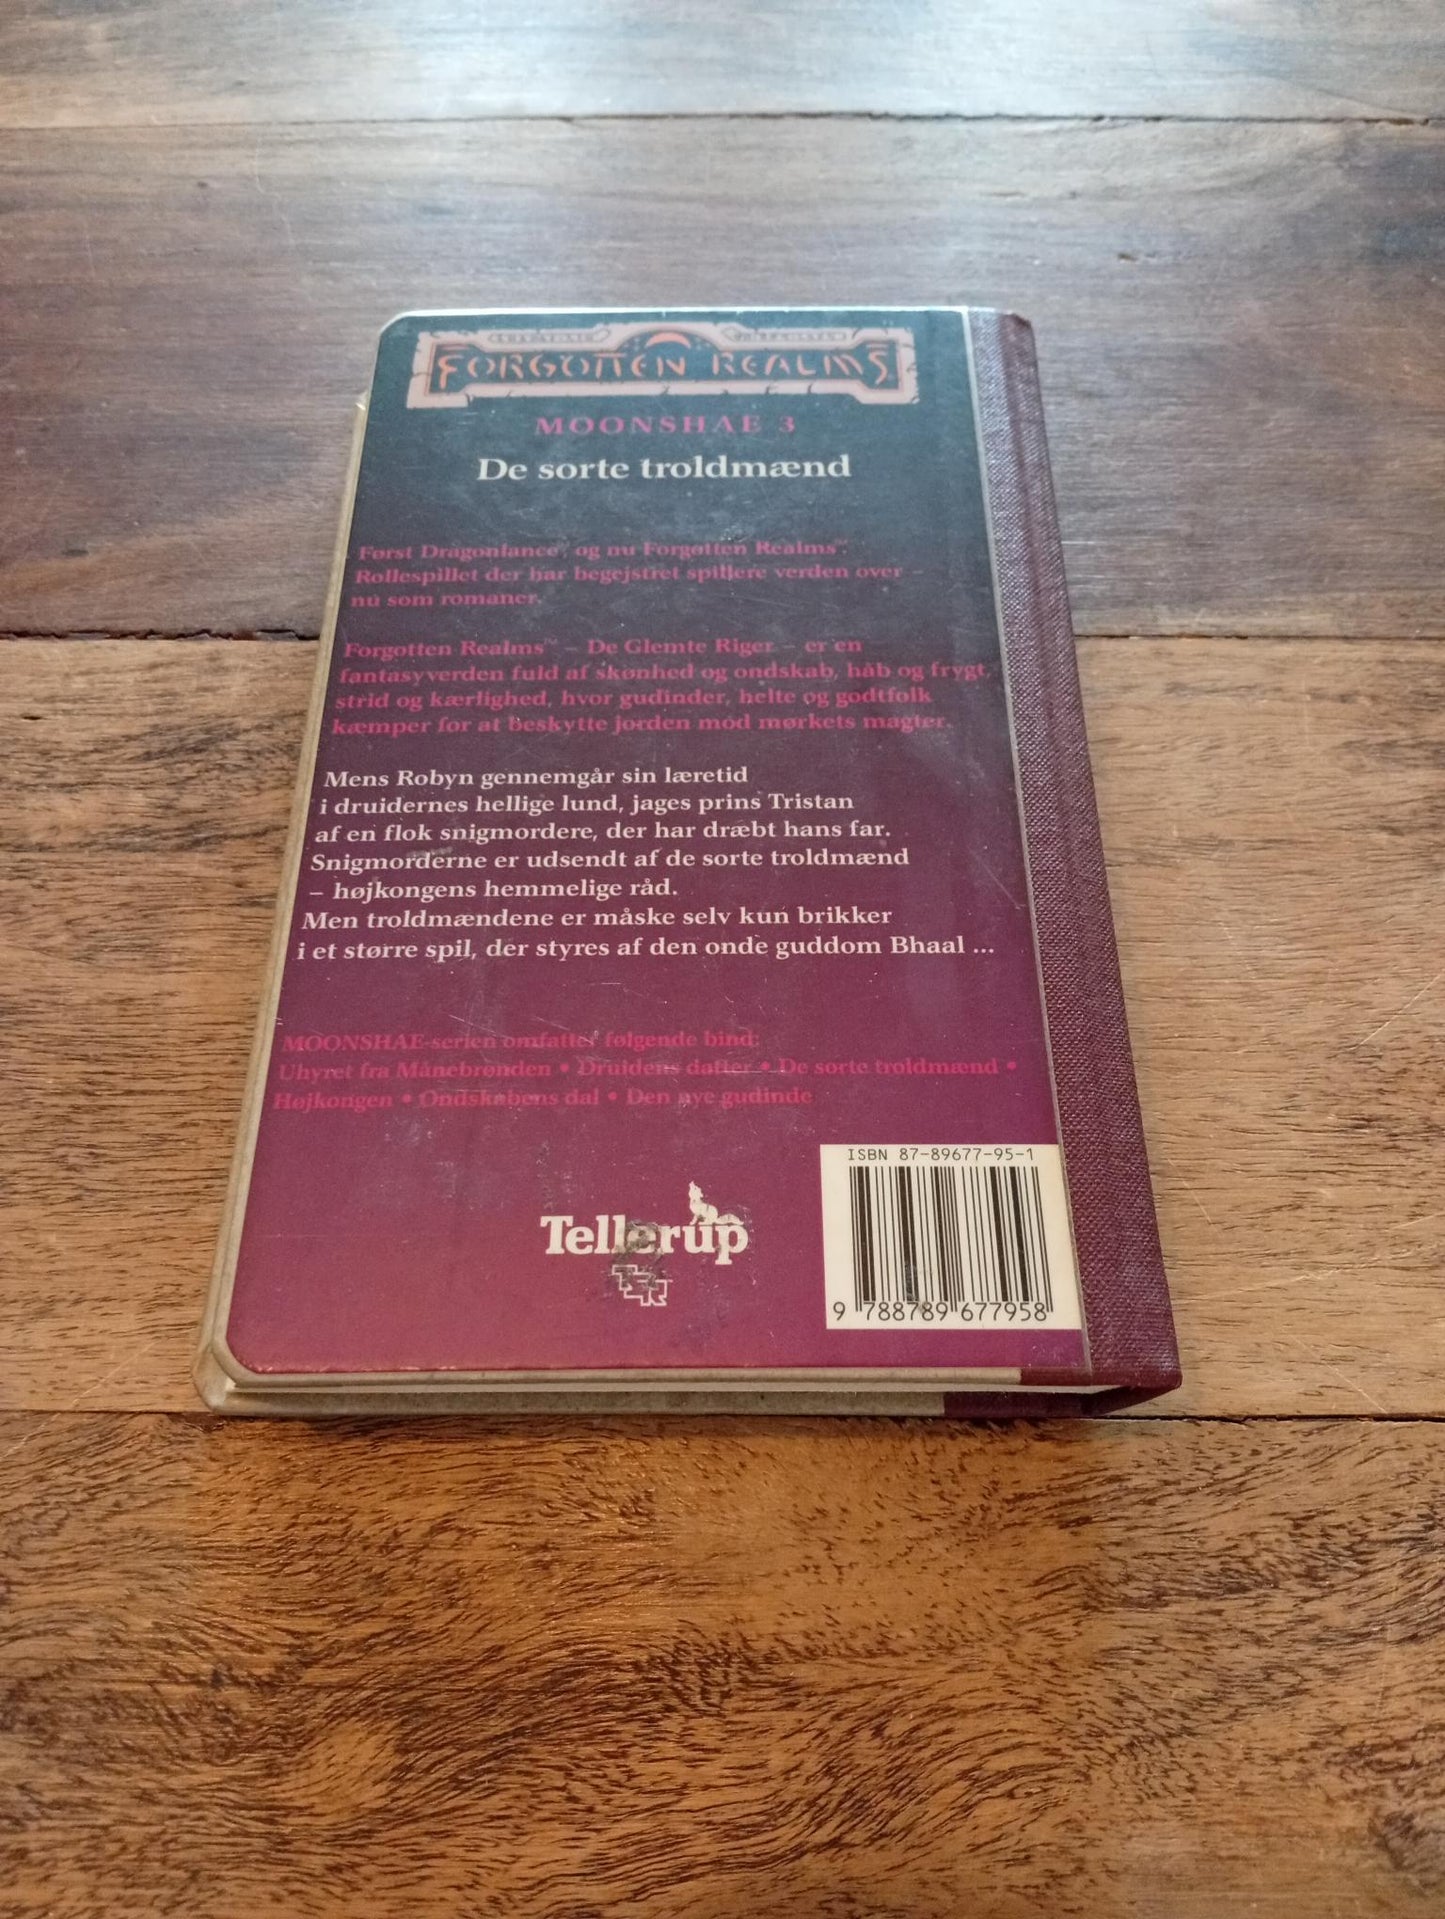 FORGOTTEN REALMS
MOONSHAE 3
De sorte troldmænd
Først Dragonlance, og nu Forgotten Realms™.
Rollespillet der har begejstret spillere verden over –
nu som romaner.
Forgotten Realms™ – De Glemte Riger – er en
fantasyverden fuld af skønhed og ondskab, håb og frygt,
strid og kærlighed, hvor gudinder, helte og godtfolk
kæmper for at beskytte jorden mod mørkets magter.
Mens Robyn gennemgår sin læretid
i druidernes hellige lund, jages prins Tristan
af en flok snigmordere, der har dræbt hans far.
Snigmorderne er udsendt af de sorte troldmænd
– højkongens hemmelige råd.
Men troldmændene er måske selv kun brikker
i et større spil, der styres af den onde guddom Bhaal ...
MOONSHAE-serien omfatter følgende bind:
Uhyret fra Månebrønden • Druidens datter • De sorte troldmænd •
Højkongen • Ondskabens dal • Den nye gudinde
ISBN 87-89677-95-1
Tellerup
TSR
9 788789 677958